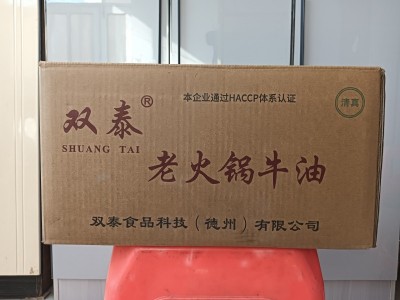 本企业通过HACCP体系认证
清真
双泰®
SHUANG TAI
老火锅牛油
双泰食品科技（德州）有限公司